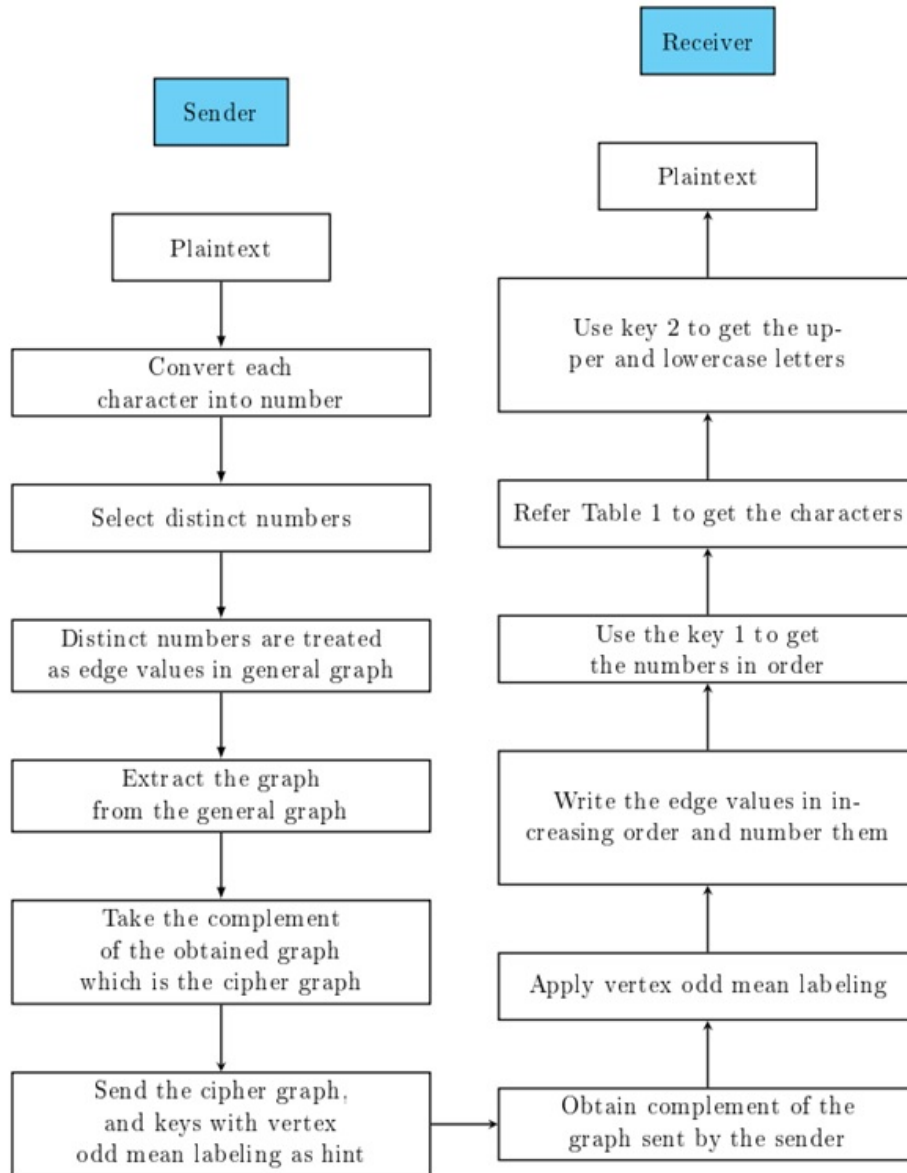 Sender
Plaintext
Convert each
character into number
Select distinct numbers
Distinct numbers are treated
as edge values in general graph
Extract the graph
from the general graph
Take the complement
of the obtained graph
which is the cipher graph
Send the cipher graph,
and keys with vertex
odd mean labeling as hint
Receiver
Plaintext
Use key 2 to get the up-
per and lowercase letters
Refer Table 1 to get the characters
Use the key 1 to get
the numbers in order
Write the edge values in in-
creasing order and number them
Apply vertex odd mean labeling
Obtain complement of the
graph sent by the sender